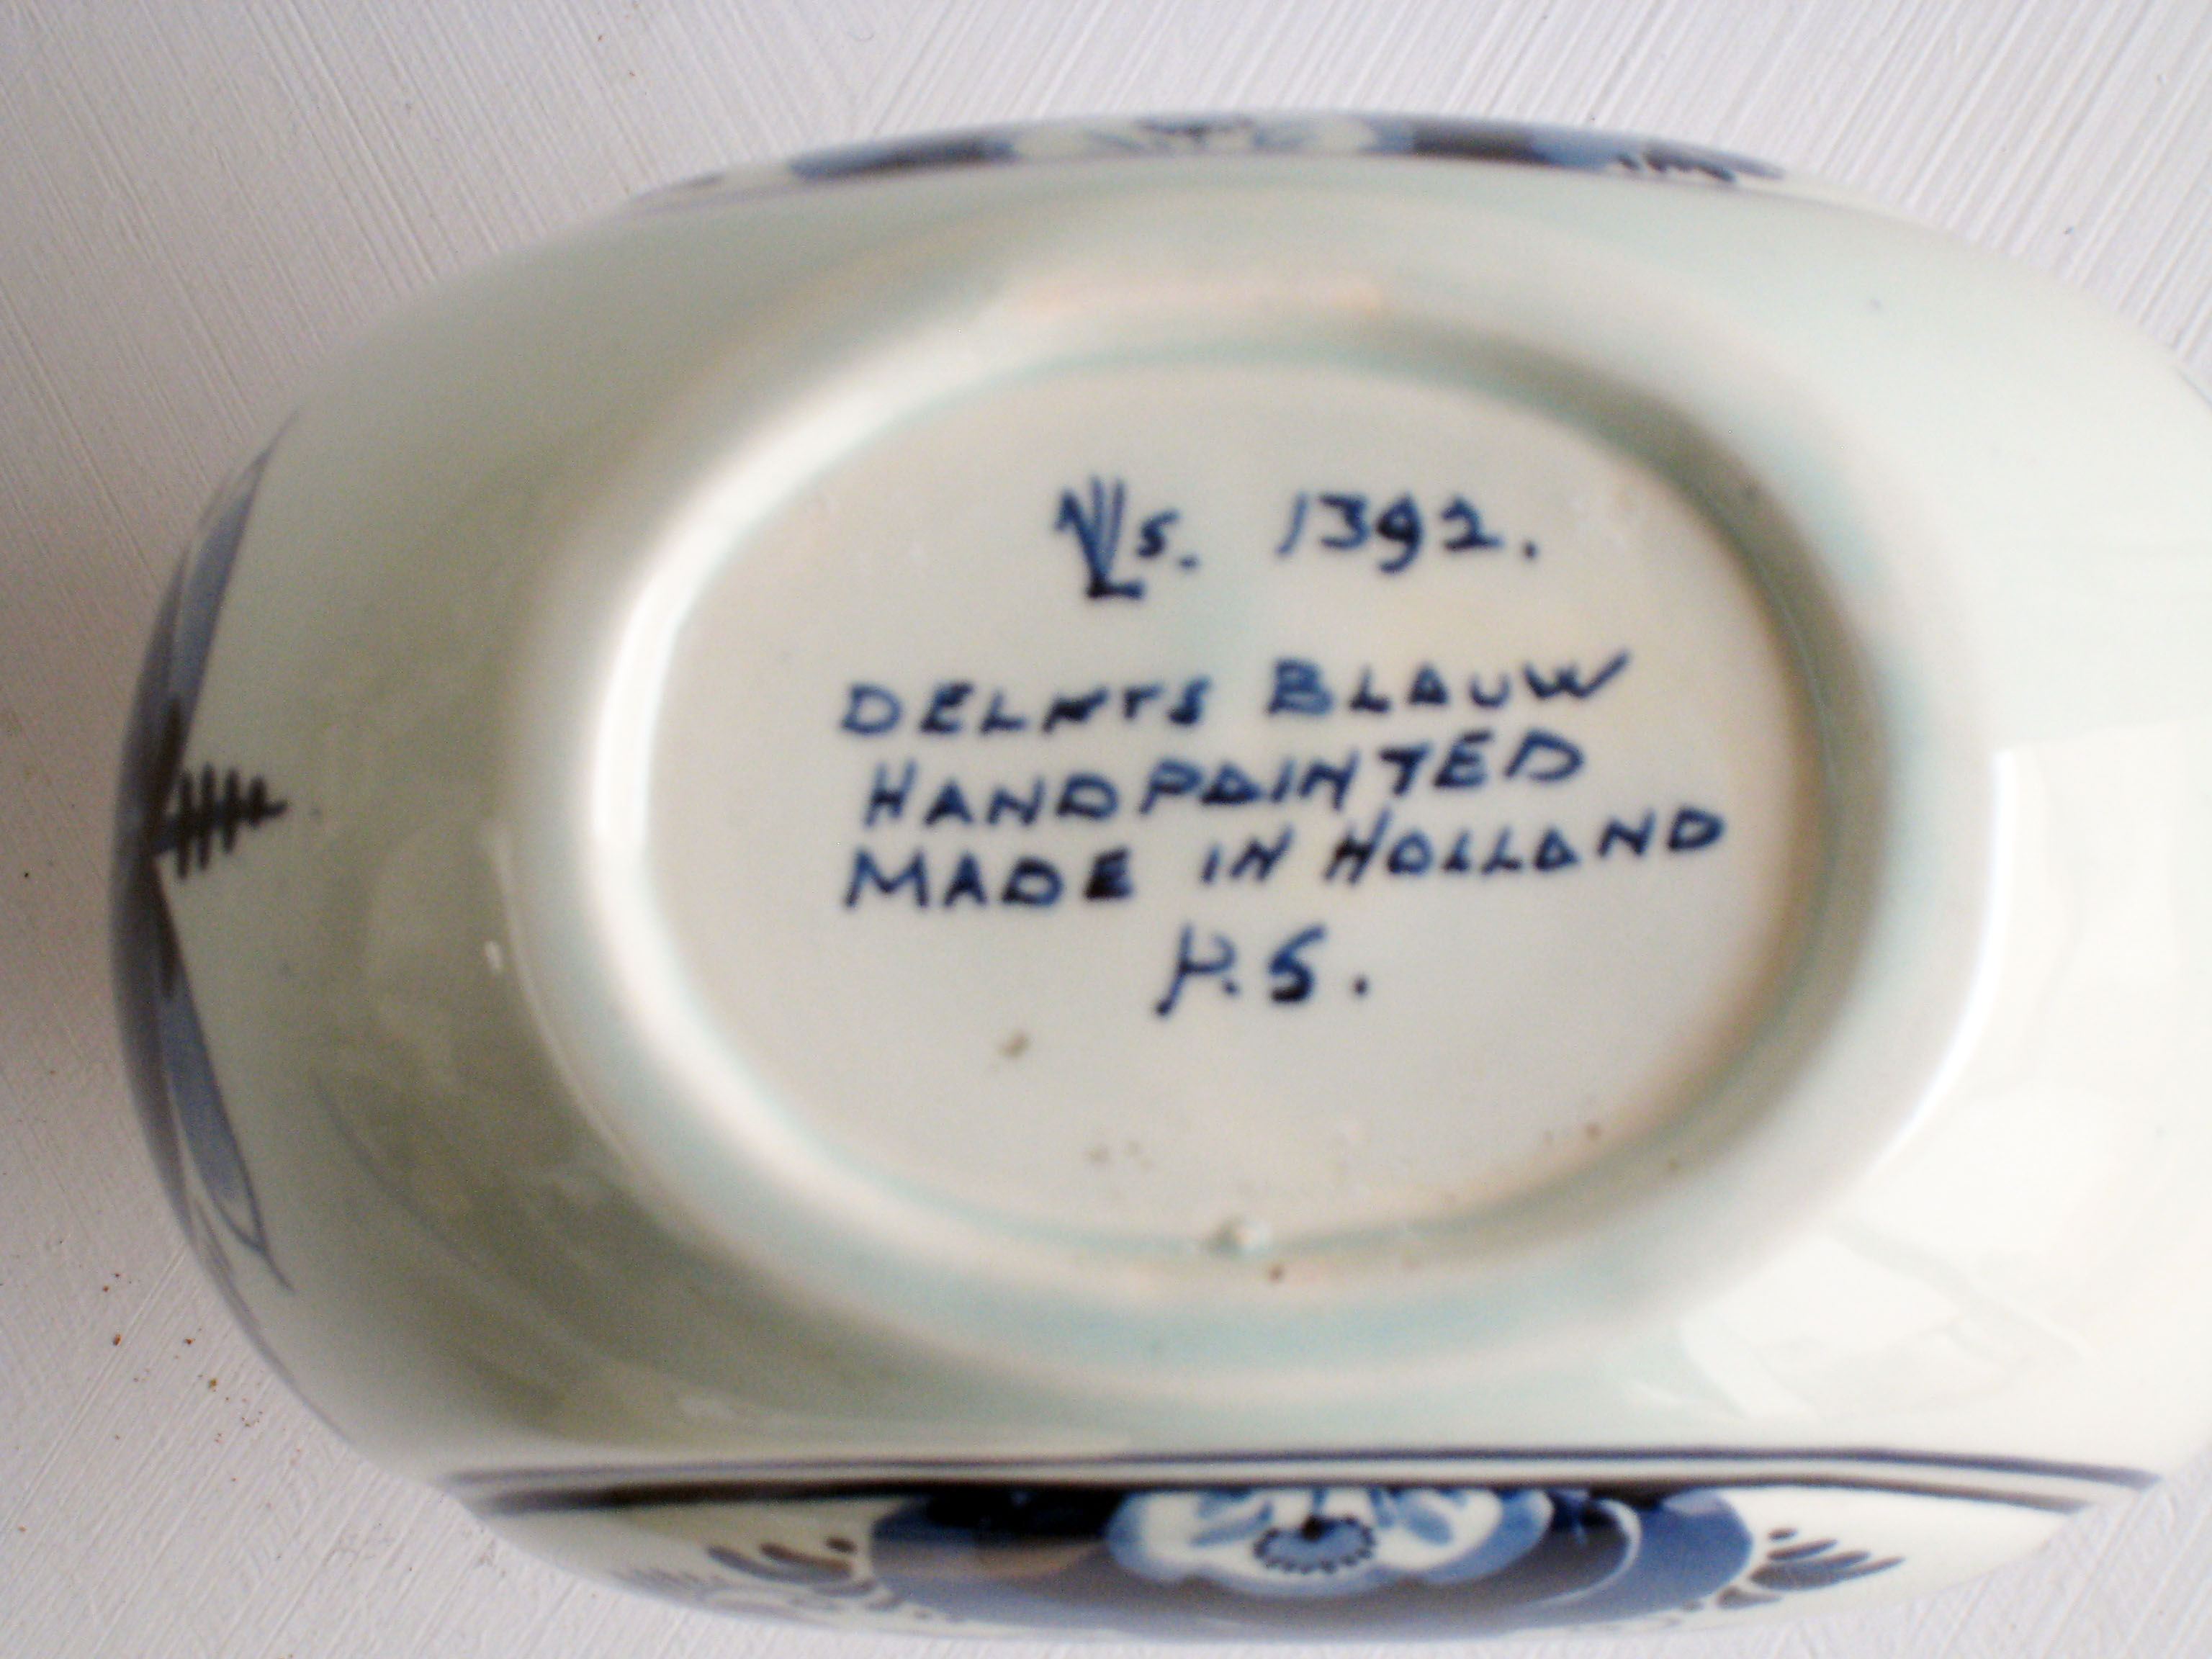 s. 1392.
DELFTS BLAUW
HANDPAINTED
MADE IN HOLLAND
P.S.